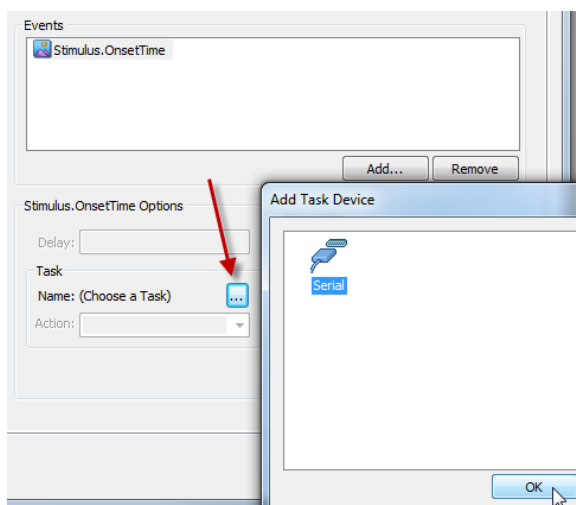 Events
Stimulus.OnsetTime
Add... Remove
Stimulus.OnsetTime Options
Delay:
Task
Name: (Choose a Task) ...
Action:
Add Task Device
Serial
OK